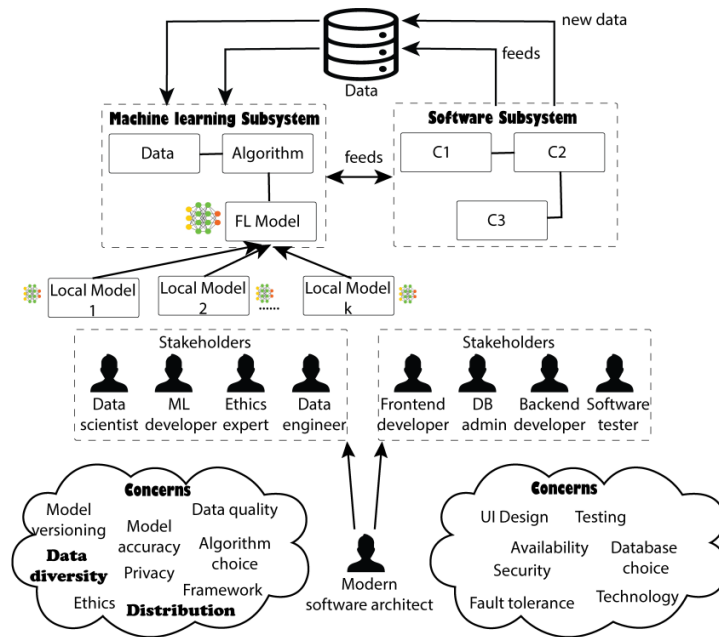 new data
feeds
Data
Machine learning Subsystem
Software Subsystem
Data
Algorithm
feeds
C1
C2
FL Model
C3
Local Model
1
Local Model
2
......
Local Model
k
Stakeholders
Data
scientist
ML
developer
Ethics
expert
Data
engineer
Stakeholders
Frontend
developer
DB
admin
Backend
developer
Software
tester
Concerns
Model
versioning
Data quality
Model
accuracy
Algorithm
choice
Data
diversity
Privacy
Framework
Ethics
Distribution
Modern
software architect
Concerns
UI Design
Testing
Availability
Database
choice
Security
Fault tolerance
Technology